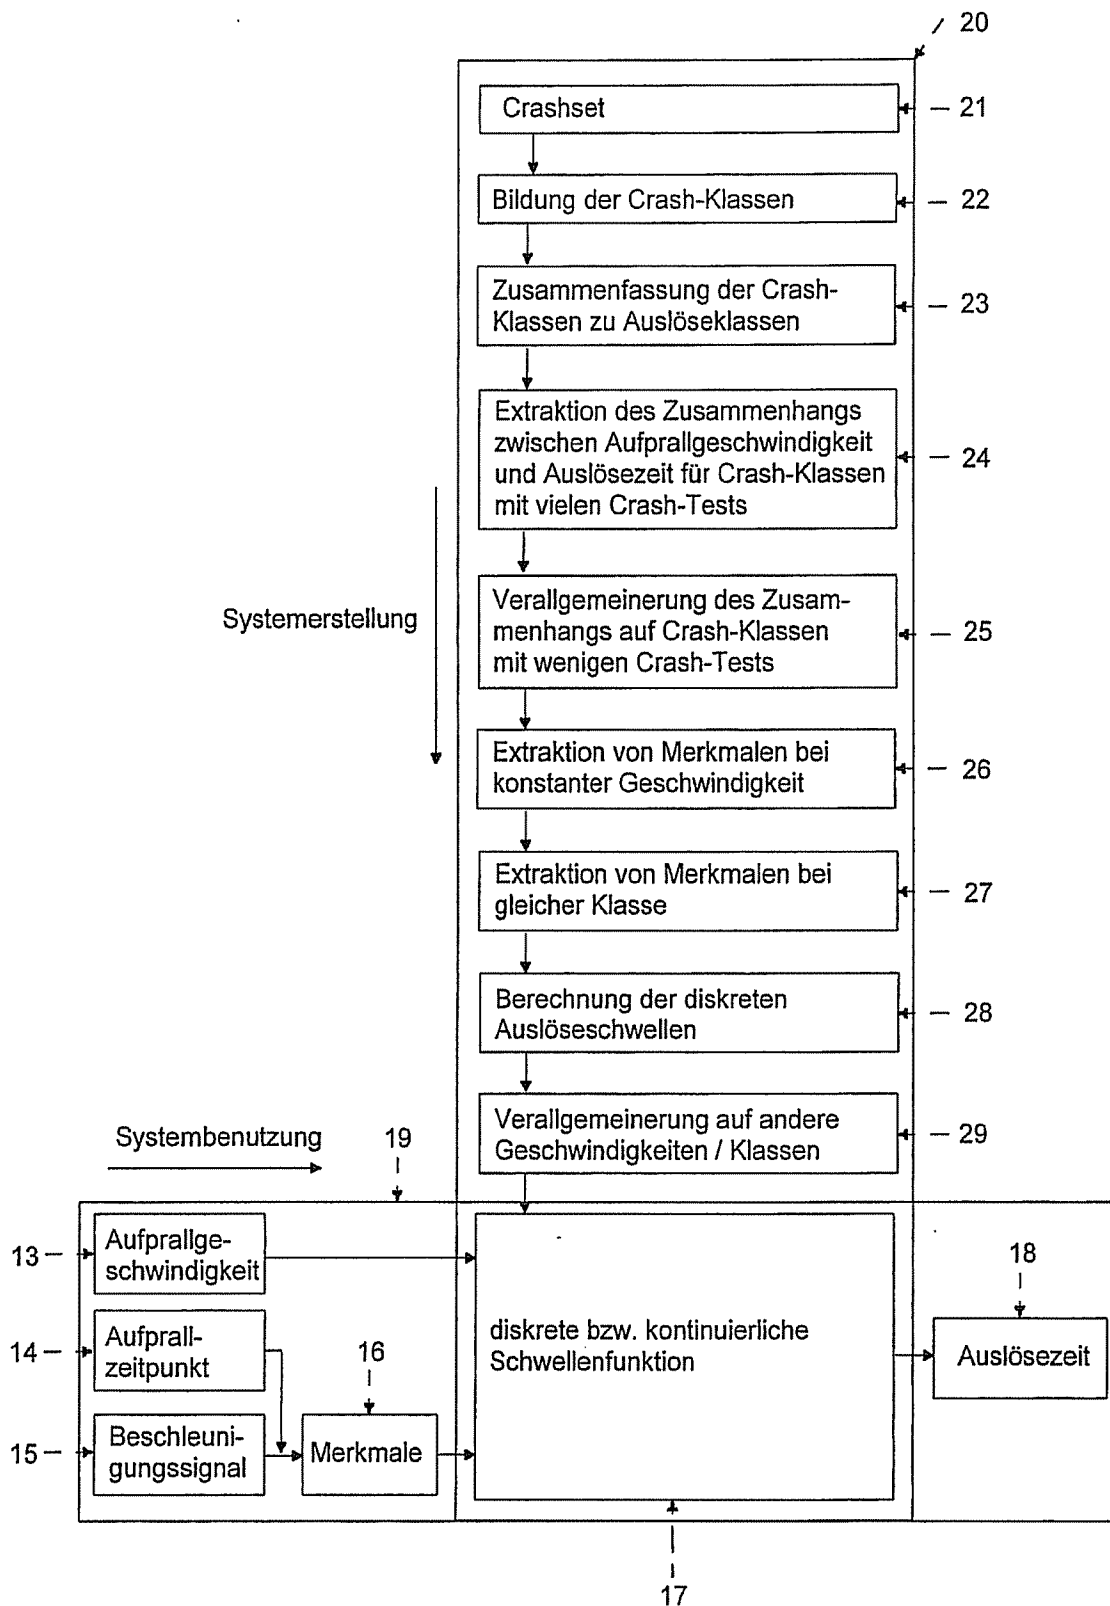 20
Crashset
21
Bildung der Crash-Klassen
22
Zusammenfassung der Crash-
Klassen zu Auslöseklassen
23
Extraktion des Zusammenhangs
zwischen Aufprallgeschwindigkeit
und Auslösezeit für Crash-Klassen
mit vielen Crash-Tests
24
Systemerstellung
Verallgemeinerung des Zusam-
menhangs auf Crash-Klassen
mit wenigen Crash-Tests
25
Extraktion von Merkmalen bei
konstanter Geschwindigkeit
26
Extraktion von Merkmalen bei
gleicher Klasse
27
Berechnung der diskreten
Auslöseschwellen
28
Verallgemeinerung auf andere
Geschwindigkeiten / Klassen
29
Systembenutzung
19
13
Aufprallge-
schwindigkeit
14
Aufprall-
zeitpunkt
15
Beschleuni-
gungssignal
16
Merkmale
diskrete bzw. kontinuierliche
Schwellenfunktion
18
Auslösezeit
17